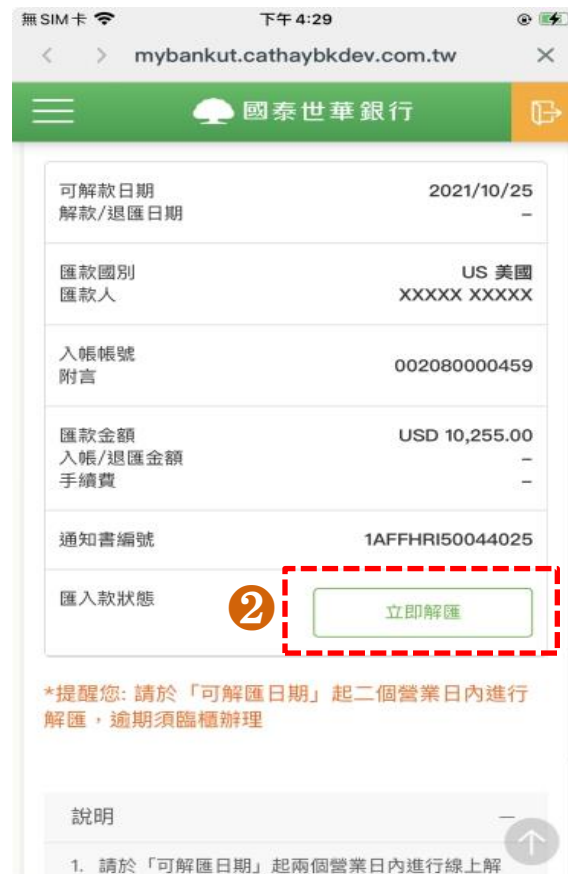 無 SIM 卡 下午 4:29
< > mybankut.cathaybkdev.com.tw ×
國泰世華銀行
可解款日期 2021/10/25
解款/退匯日期 –
匯款國別 US 美國
匯款人 XXXXX XXXXX
入帳帳號 002080000459
附言
匯款金額 USD 10,255.00
入帳/退匯金額 –
手續費 –
通知書編號 1AFFHRI50044025
匯入款狀態 2 立即解匯
*提醒您: 請於「可解匯日期」起二個營業日內進行
解匯，逾期須臨櫃辦理
說明 –
1. 請於「可解匯日期」起兩個營業日內進行線上解